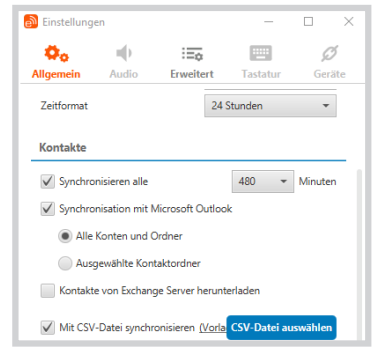 Einstellungen
Allgemein Audio Erweitert Tastatur Geräte
Zeitformat 24 Stunden
Kontakte
Synchronisieren alle 480 Minuten
Synchronisation mit Microsoft Outlook
Alle Konten und Ordner
Ausgewählte Kontaktordner
Kontakte von Exchange Server herunterladen
Mit CSV-Datei synchronisieren (Vorla CSV-Datei auswählen